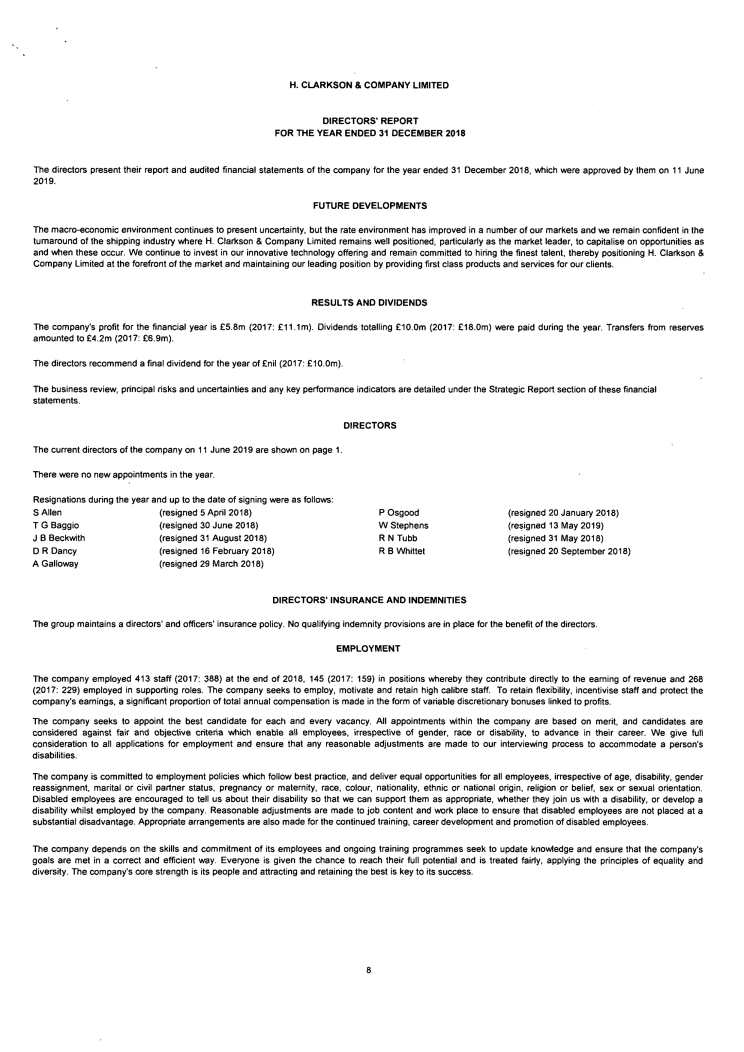 H. CLARKSON & COMPANY LIMITED
DIRECTORS' REPORT
FOR THE YEAR ENDED 31 DECEMBER 2018
The directors present their report and audited financial statements of the company for the year ended 31 December 2018, which were approved by them on 11 June
2019.
FUTURE DEVELOPMENTS
The macro-economic environment continues to present uncertainty, but the rate environment has improved in a number of our markets and we remain confident in the
turnaround of the shipping industry where H. Clarkson & Company Limited remains well positioned, particularly as the market leader, to capitalise on opportunities as
and when these occur. We continue to invest in our innovative technology offering and remain committed to hiring the finest talent, thereby positioning H. Clarkson &
Company Limited at the forefront of the market and maintaining our leading position by providing first class products and services for our clients.
RESULTS AND DIVIDENDS
The company's profit for the financial year is £5.8m (2017: £11.1m). Dividends totalling £10.0m (2017: £18.0m) were paid during the year. Transfers from reserves
amounted to £4.2m (2017: £6.9m).
The directors recommend a final dividend for the year of £nil (2017: £10.0m).
The business review, principal risks and uncertainties and any key performance indicators are detailed under the Strategic Report section of these financial
statements.
DIRECTORS
The current directors of the company on 11 June 2019 are shown on page 1.
There were no new appointments in the year.
Resignations during the year and up to the date of signing were as follows:
S Allen (resigned 5 April 2018) P Osgood (resigned 20 January 2018)
T G Baggio (resigned 30 June 2018) W Stephens (resigned 13 May 2019)
J B Beckwith (resigned 31 August 2018) R N Tubb (resigned 31 May 2018)
D R Dancy (resigned 16 February 2018) R B Whittet (resigned 20 September 2018)
A Galloway (resigned 29 March 2018)
DIRECTORS' INSURANCE AND INDEMNITIES
The group maintains a directors' and officers' insurance policy. No qualifying indemnity provisions are in place for the benefit of the directors.
EMPLOYMENT
The company employed 413 staff (2017: 388) at the end of 2018, 145 (2017: 159) in positions whereby they contribute directly to the earning of revenue and 268
(2017: 229) employed in supporting roles. The company seeks to employ, motivate and retain high calibre staff. To retain flexibility, incentivise staff and protect the
company's earnings, a significant proportion of total annual compensation is made in the form of variable discretionary bonuses linked to profits.
The company seeks to appoint the best candidate for each and every vacancy. All appointments within the company are based on merit, and candidates are
considered against fair and objective criteria which enable all employees, irrespective of gender, race or disability, to advance in their career. We give full
consideration to all applications for employment and ensure that any reasonable adjustments are made to our interviewing process to accommodate a person's
disabilities.
The company is committed to employment policies which follow best practice, and deliver equal opportunities for all employees, irrespective of age, disability, gender
reassignment, marital or civil partner status, pregnancy or maternity, race, colour, nationality, ethnic or national origin, religion or belief, sex or sexual orientation.
Disabled employees are encouraged to tell us about their disability so that we can support them as appropriate, whether they join us with a disability, or develop a
disability whilst employed by the company. Reasonable adjustments are made to job content and work place to ensure that disabled employees are not placed at a
substantial disadvantage. Appropriate arrangements are also made for the continued training, career development and promotion of disabled employees.
The company depends on the skills and commitment of its employees and ongoing training programmes seek to update knowledge and ensure that the company's
goals are met in a correct and efficient way. Everyone is given the chance to reach their full potential and is treated fairly, applying the principles of equality and
diversity. The company's core strength is its people and attracting and retaining the best is key to its success.
8